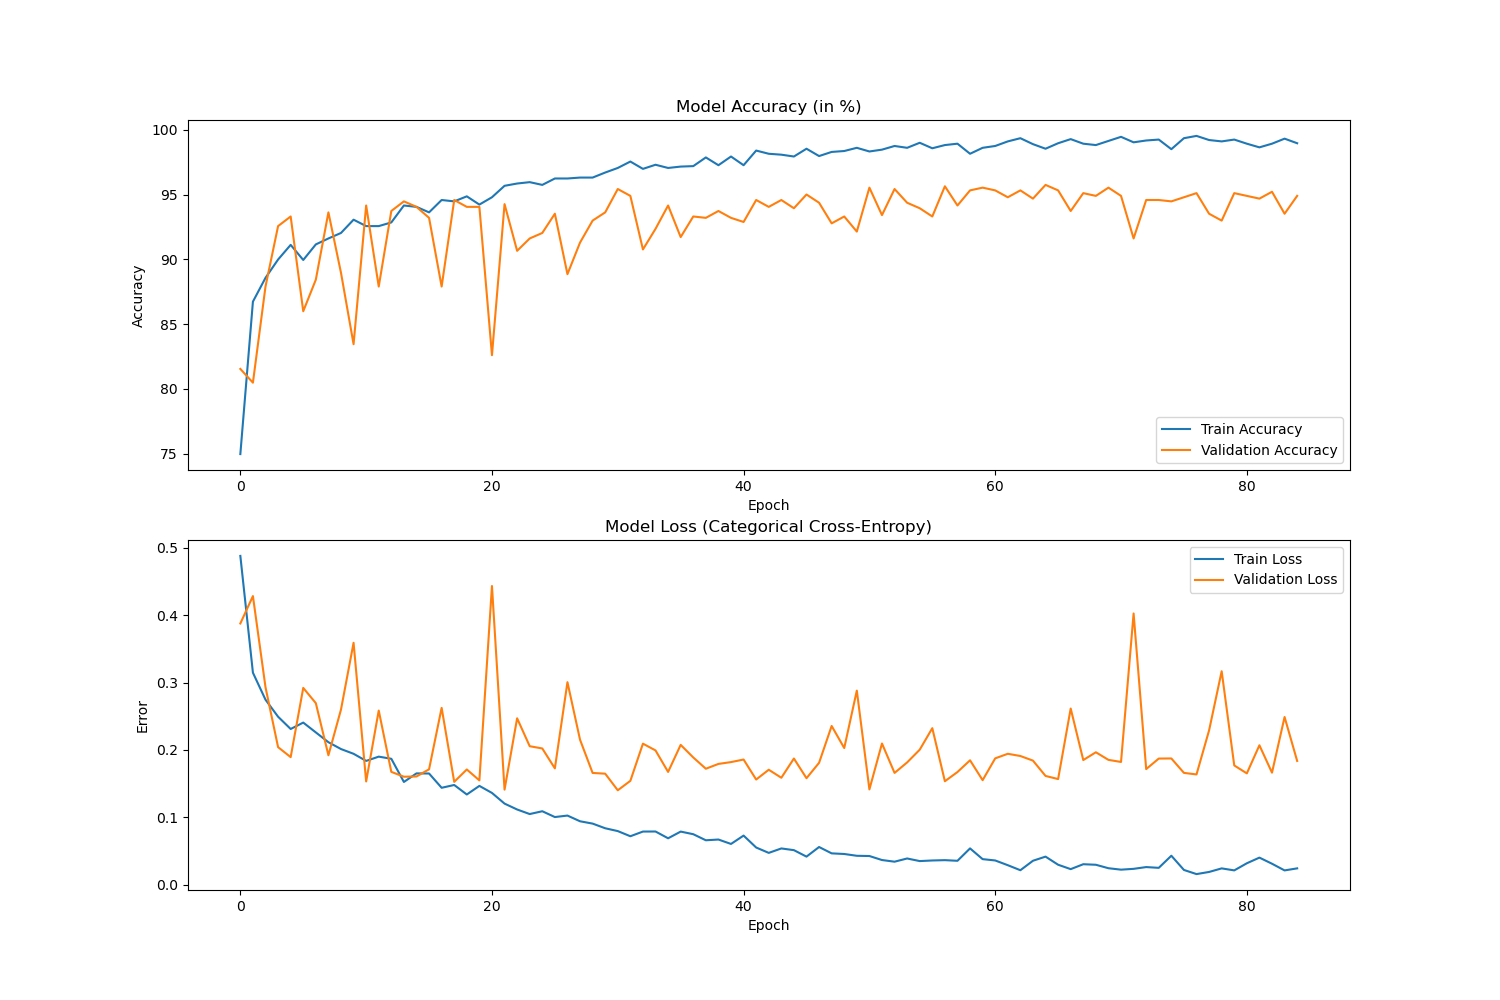 Model Accuracy (in %)
100
95
90
85
80
75
Accuracy
Train Accuracy
Validation Accuracy
0 20 40 60 80
Epoch
Model Loss (Categorical Cross-Entropy)
0.5
0.4
0.3
0.2
0.1
0.0
Error
Train Loss
Validation Loss
0 20 40 60 80
Epoch